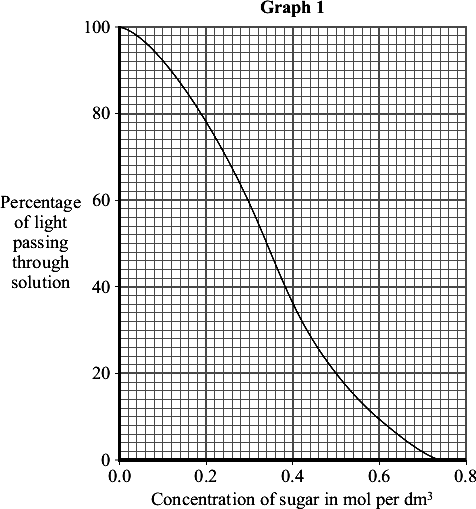 Graph 1
100
80
60
40
20
0
Percentage
of light
passing
through
solution
0.0 0.2 0.4 0.6 0.8
Concentration of sugar in mol per dm³